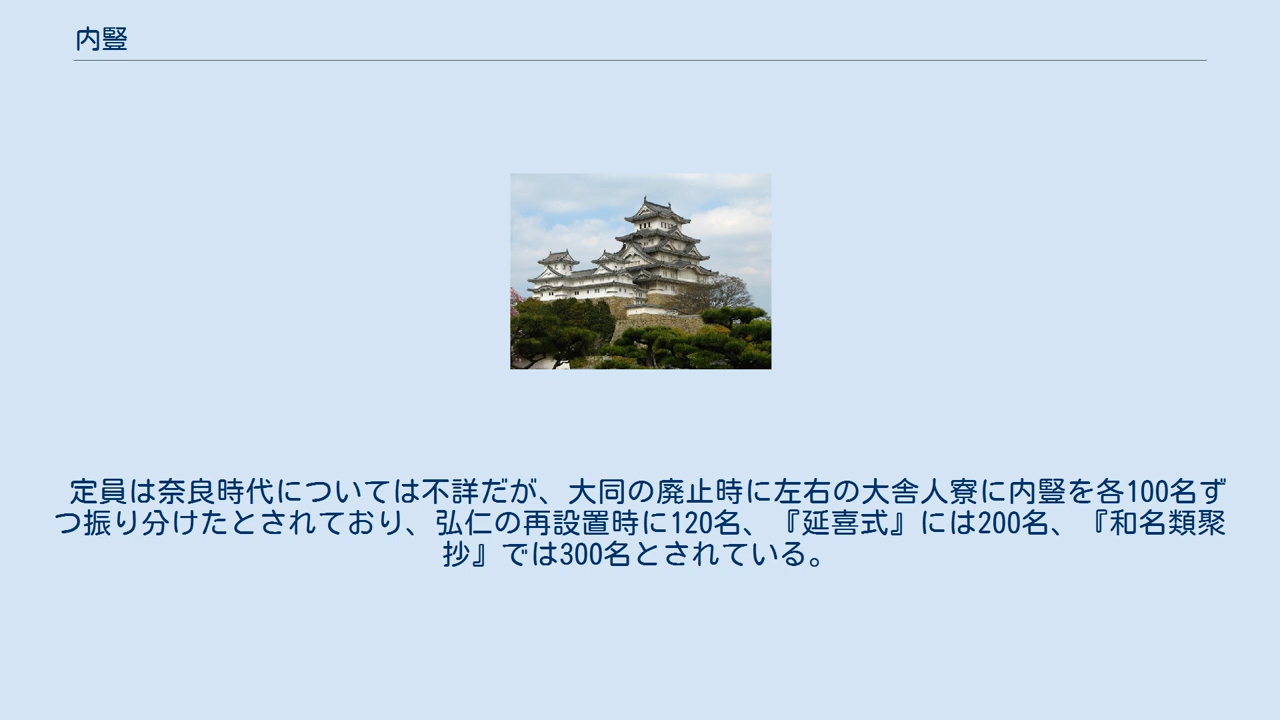 内豎
定員は奈良時代については不詳だが、大同の廃止時に左右の大舎人寮に内豎を各100名ず
つ振り分けたとされており、弘仁の再設置時に120名、『延喜式』には200名、『和名類聚
抄』では300名とされている。